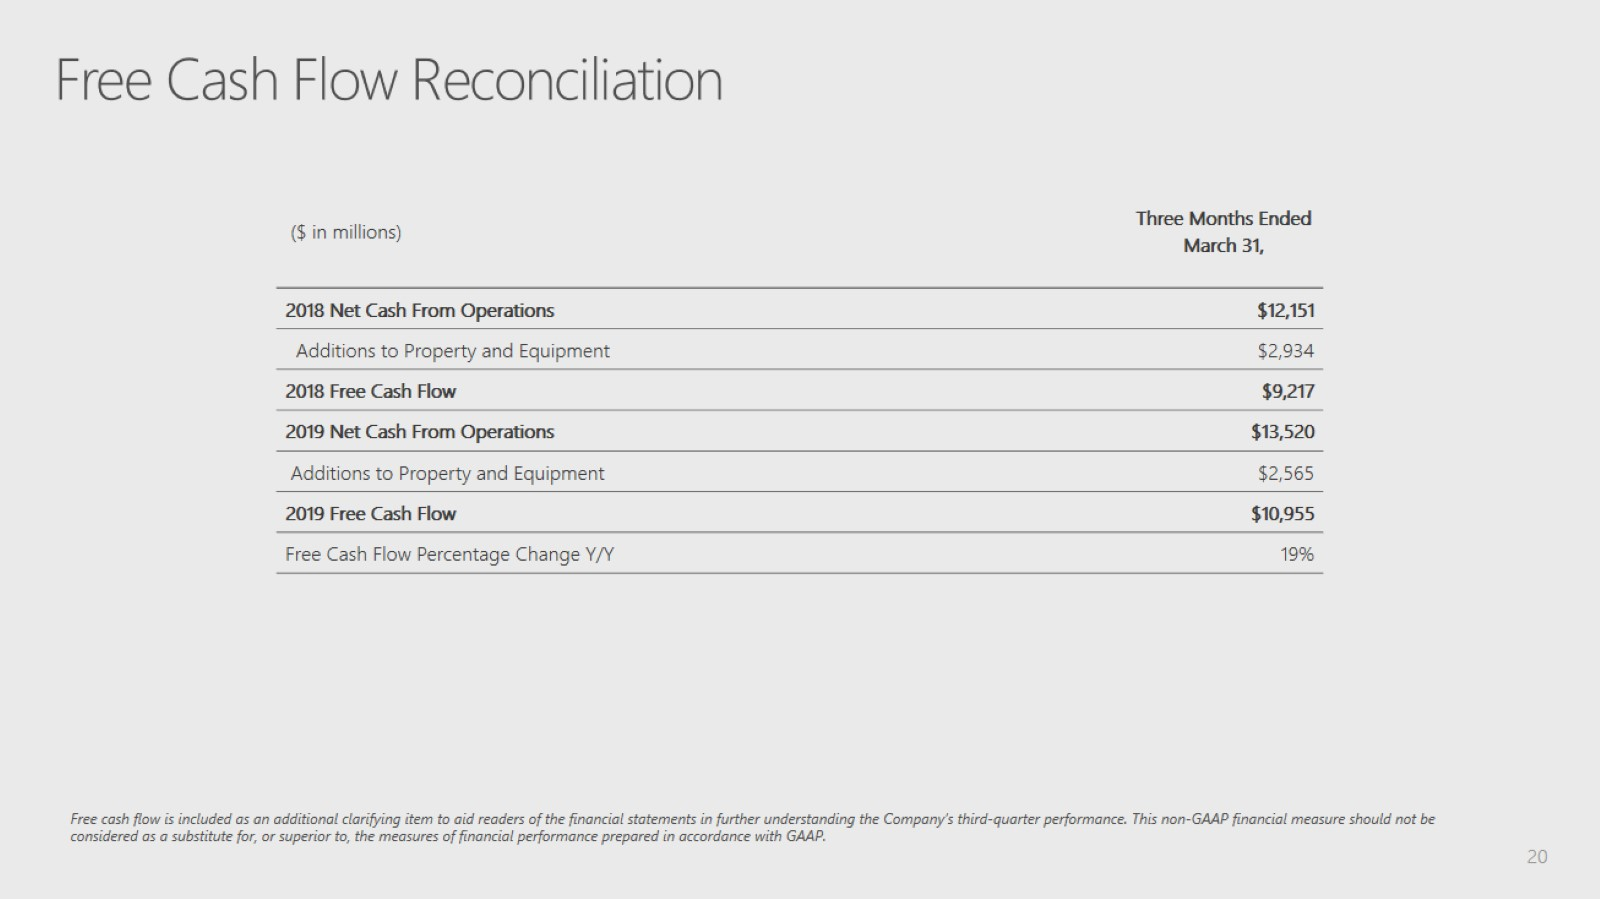 Free Cash Flow Reconciliation
($ in millions)
Three Months Ended
March 31,
2018 Net Cash From Operations $12,151
Additions to Property and Equipment $2,934
2018 Free Cash Flow $9,217
2019 Net Cash From Operations $13,520
Additions to Property and Equipment $2,565
2019 Free Cash Flow $10,955
Free Cash Flow Percentage Change Y/Y 19%
Free cash flow is included as an additional clarifying item to aid readers of the financial statements in further understanding the Company's third-quarter performance. This non-GAAP financial measure should not be
considered as a substitute for, or superior to, the measures of financial performance prepared in accordance with GAAP.
20